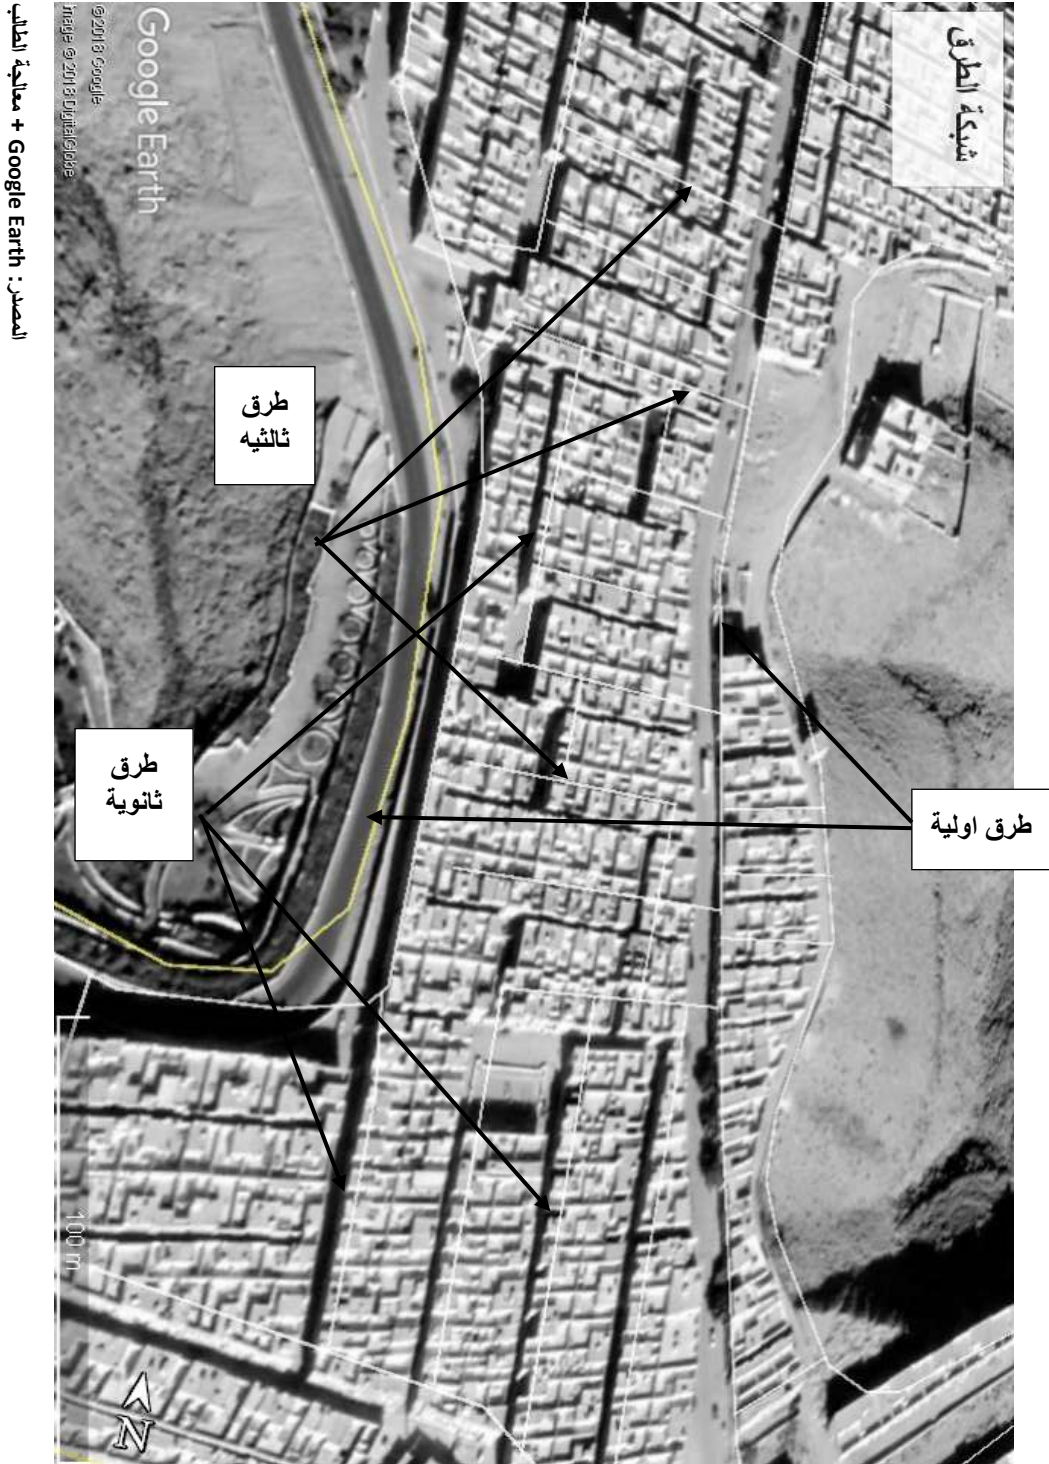 شبكة الطرق
Google Earth
©2018 Google
Image ©2018 DigitalGlobe
طرق
ثالثيه
طرق
ثانوية
طرق اولية
100 m
N
المصدر : Google Earth + معالجة الطالب